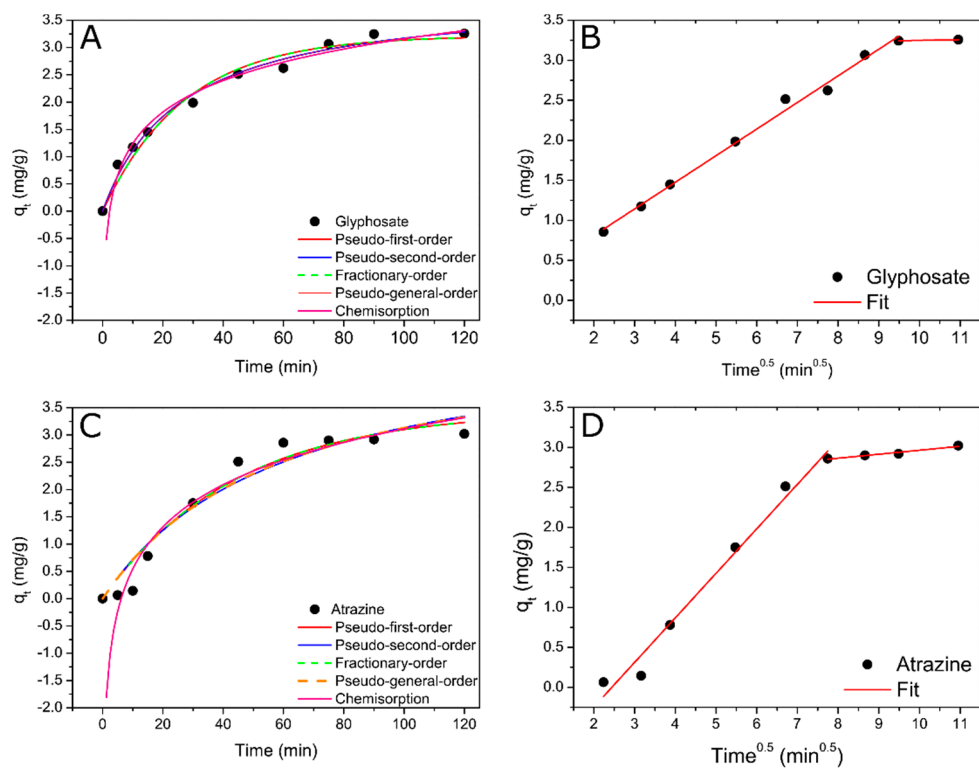 A
3.5
3.0
2.5
2.0
1.5
1.0
0.5
0.0
-0.5
-1.0
-1.5
-2.0
qt (mg/g)
Glyphosate
Pseudo-first-order
Pseudo-second-order
Fractionary-order
Pseudo-general-order
Chemisorption
0 20 40 60 80 100 120
Time (min)
B
3.5
3.0
2.5
2.0
1.5
1.0
0.5
0.0
qt (mg/g)
Glyphosate
Fit
2 3 4 5 6 7 8 9 10 11
Time^0.5 (min^0.5)
C
3.5
3.0
2.5
2.0
1.5
1.0
0.5
0.0
-0.5
-1.0
-1.5
-2.0
qt (mg/g)
Atrazine
Pseudo-first-order
Pseudo-second-order
Fractionary-order
Pseudo-general-order
Chemisorption
0 20 40 60 80 100 120
Time (min)
D
3.5
3.0
2.5
2.0
1.5
1.0
0.5
0.0
qt (mg/g)
Atrazine
Fit
2 3 4 5 6 7 8 9 10 11
Time^0.5 (min^0.5)